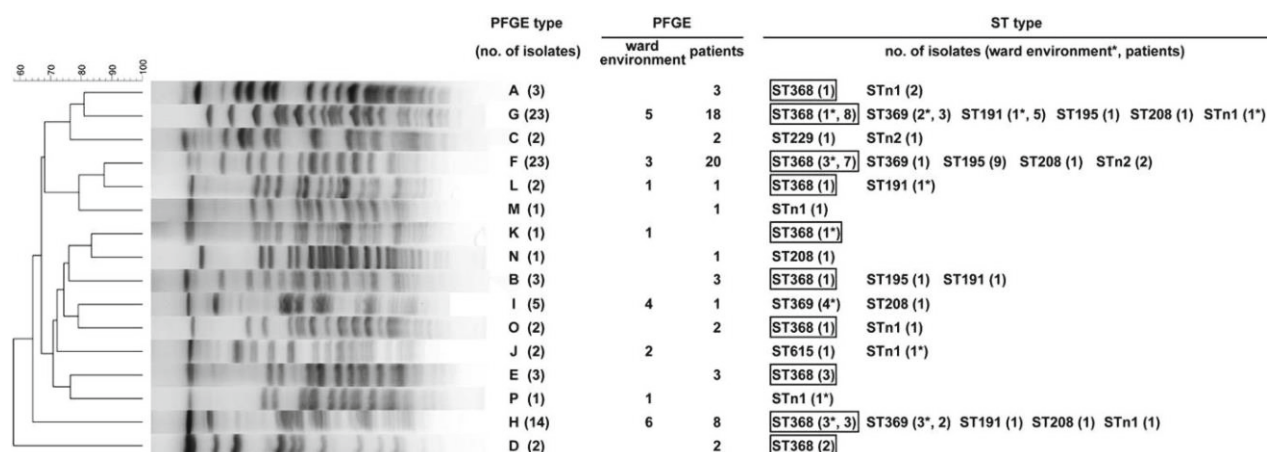 PFGE type PFGE ST type
(no. of isolates) ward environment patients no. of isolates (ward environment*, patients)
60 80 90 100
A (3) 3 ST368 (1) STn1 (2)
G (23) 5 18 ST368 (1*, 8) ST369 (2*, 3) ST191 (1*, 5) ST195 (1) ST208 (1) STn1 (1*)
C (2) 2 ST229 (1) STn2 (1)
F (23) 3 20 ST368 (3*, 7) ST369 (1) ST195 (9) ST208 (1) STn2 (2)
L (2) 1 1 ST368 (1) ST191 (1*)
M (1) 1 STn1 (1)
K (1) 1 ST368 (1*)
N (1) 1 ST208 (1)
B (3) 3 ST368 (1) ST195 (1) ST191 (1)
I (5) 4 1 ST369 (4*) ST208 (1)
O (2) 2 ST368 (1) STn1 (1)
J (2) 2 ST615 (1) STn1 (1*)
E (3) 3 ST368 (3)
P (1) 1 STn1 (1*)
H (14) 6 8 ST368 (3*, 3) ST369 (3*, 2) ST191 (1) ST208 (1) STn1 (1)
D (2) 2 ST368 (2)